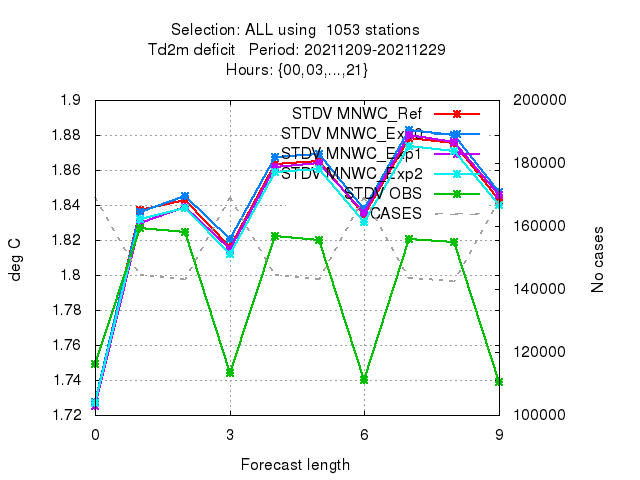 Selection: ALL using  1053 stations
Td2m deficit   Period: 20211209-20211229
Hours: {00,03,...,21}
STDV MNWC_Ref
STDV MNWC_Exp0
STDV MNWC_Exp1
STDV MNWC_Exp2
STDV OBS
CASES
1.9
1.88
1.86
1.84
1.82
1.8
1.78
1.76
1.74
1.72
deg C
200000
180000
160000
140000
120000
100000
No cases
0 3 6 9
Forecast length